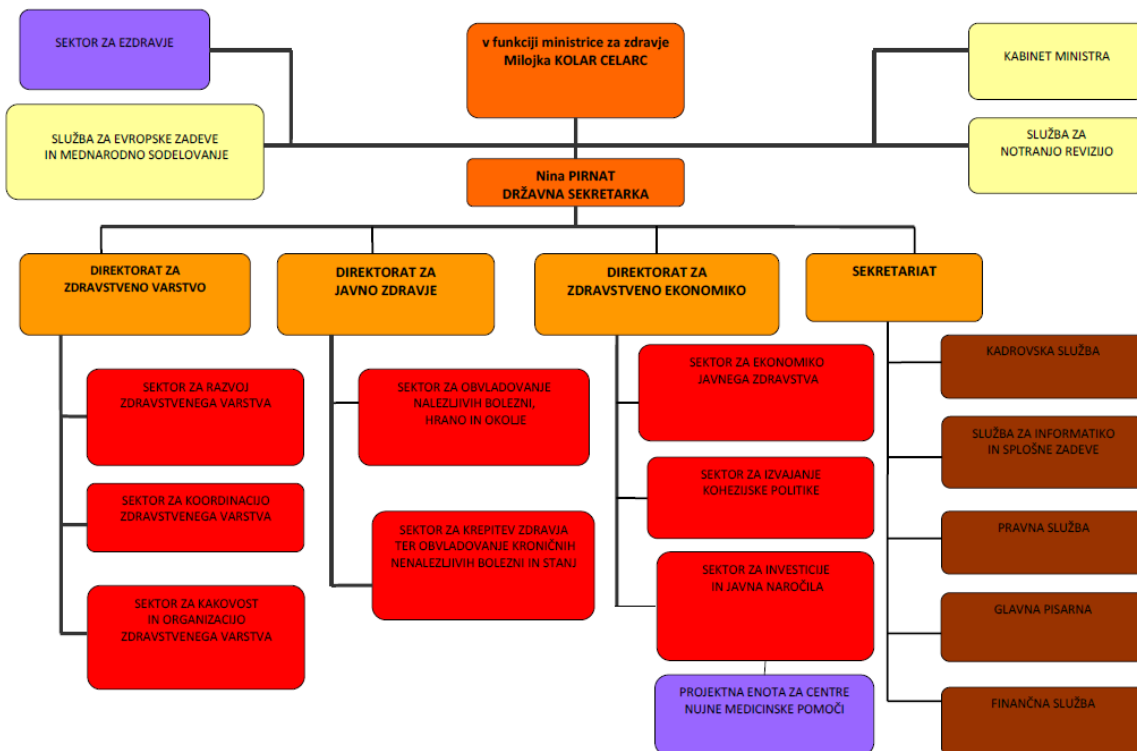 SEKTOR ZA EZDRAVJE
v funkciji ministrice za zdravje
Milojka KOLAR CELARC
KABINET MINISTRA
SLUŽBA ZA EVROPSKE ZADEVE
IN MEDNARODNO SODELOVANJE
SLUŽBA ZA
NOTRANJO REVIZIJO
Nina PIRNAT
DRŽAVNA SEKRETARKA
DIREKTORAT ZA
ZDRAVSTVENO VARSTVO
DIREKTORAT ZA
JAVNO ZDRAVJE
DIREKTORAT ZA
ZDRAVSTVENO EKONOMIKO
SEKRETARIAT
SEKTOR ZA RAZVOJ
ZDRAVSTVENEGA VARSTVA
SEKTOR ZA KOORDINACIJO
ZDRAVSTVENEGA VARSTVA
SEKTOR ZA KAKOVOST
IN ORGANIZACIJO
ZDRAVSTVENEGA VARSTVA
SEKTOR ZA OBVLADOVANJE
NALEZLJIVIH BOLEZNI,
HRANO IN OKOLJE
SEKTOR ZA KREPITEV ZDRAVJA
TER OBVLADOVANJE KRONIČNIH
NENALEZLJIVIH BOLEZNI IN STANJ
SEKTOR ZA EKONOMIKO
JAVNEGA ZDRAVSTVA
SEKTOR ZA IZVAJANJE
KOHEZIJSKE POLITIKE
SEKTOR ZA INVESTICIJE
IN JAVNA NAROČILA
PROJEKTNA ENOTA ZA CENTRE
NUJNE MEDICINSKE POMOČI
KADROVSKA SLUŽBA
SLUŽBA ZA INFORMATIKO
IN SPLOŠNE ZADEVE
PRAVNA SLUŽBA
GLAVNA PISARNA
FINANČNA SLUŽBA